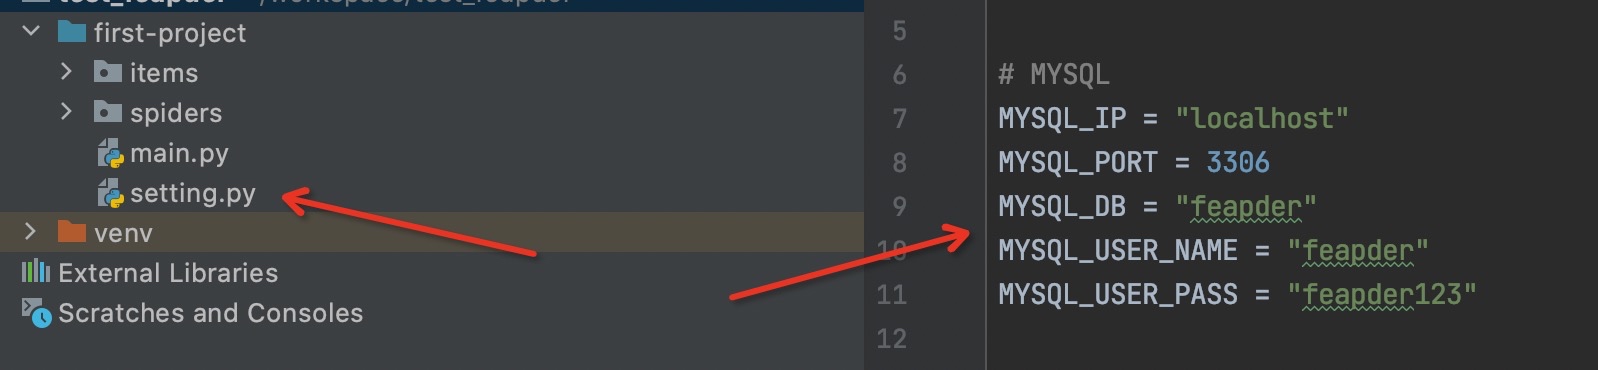 first-project
items
spiders
main.py
setting.py
venv
External Libraries
Scratches and Consoles
5
6 # MYSQL
7 MYSQL_IP = "localhost"
8 MYSQL_PORT = 3306
9 MYSQL_DB = "feapder"
10 MYSQL_USER_NAME = "feapder"
11 MYSQL_USER_PASS = "feapder123"
12